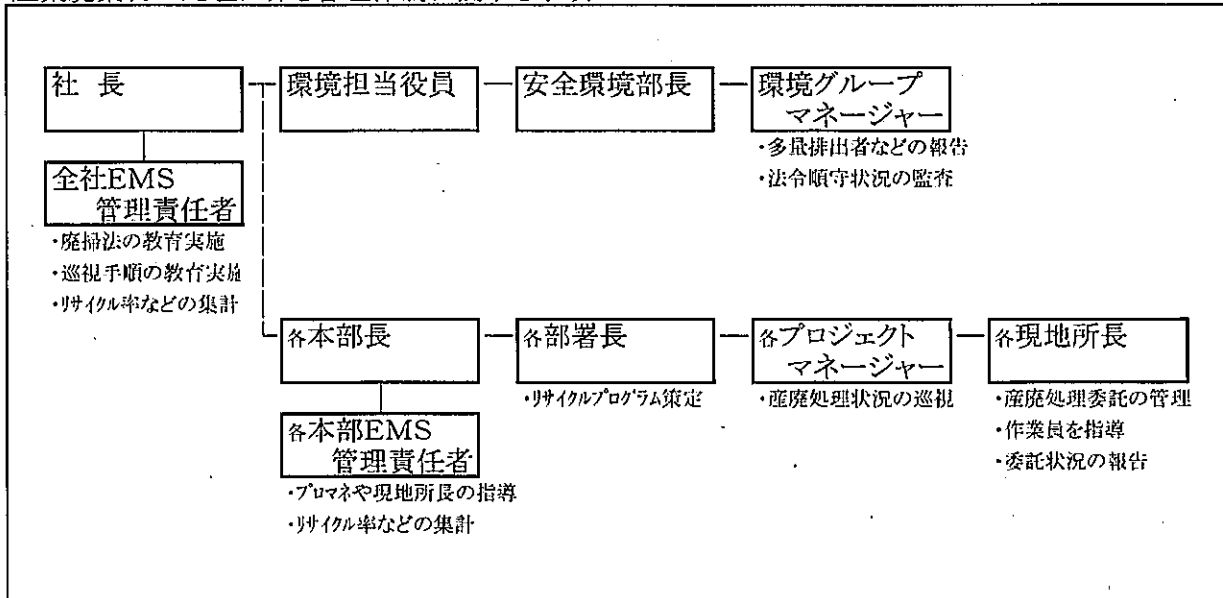 社 長
環境担当役員
安全環境部長
環境グループ
マネージャー
・多量排出者などの報告
・法令順守状況の監査
全社EMS
管理責任者
・廃掃法の教育実施
・巡視手順の教育実施
・リサイクル率などの集計
各本部長
各部署長
各プロジェクト
マネージャー
各現地所長
・リサイクルプログラム策定
・産廃処理状況の巡視
・産廃処理委託の管理
・作業員を指導
・委託状況の報告
各本部EMS
管理責任者
・プロマネや現地所長の指導
・リサイクル率などの集計